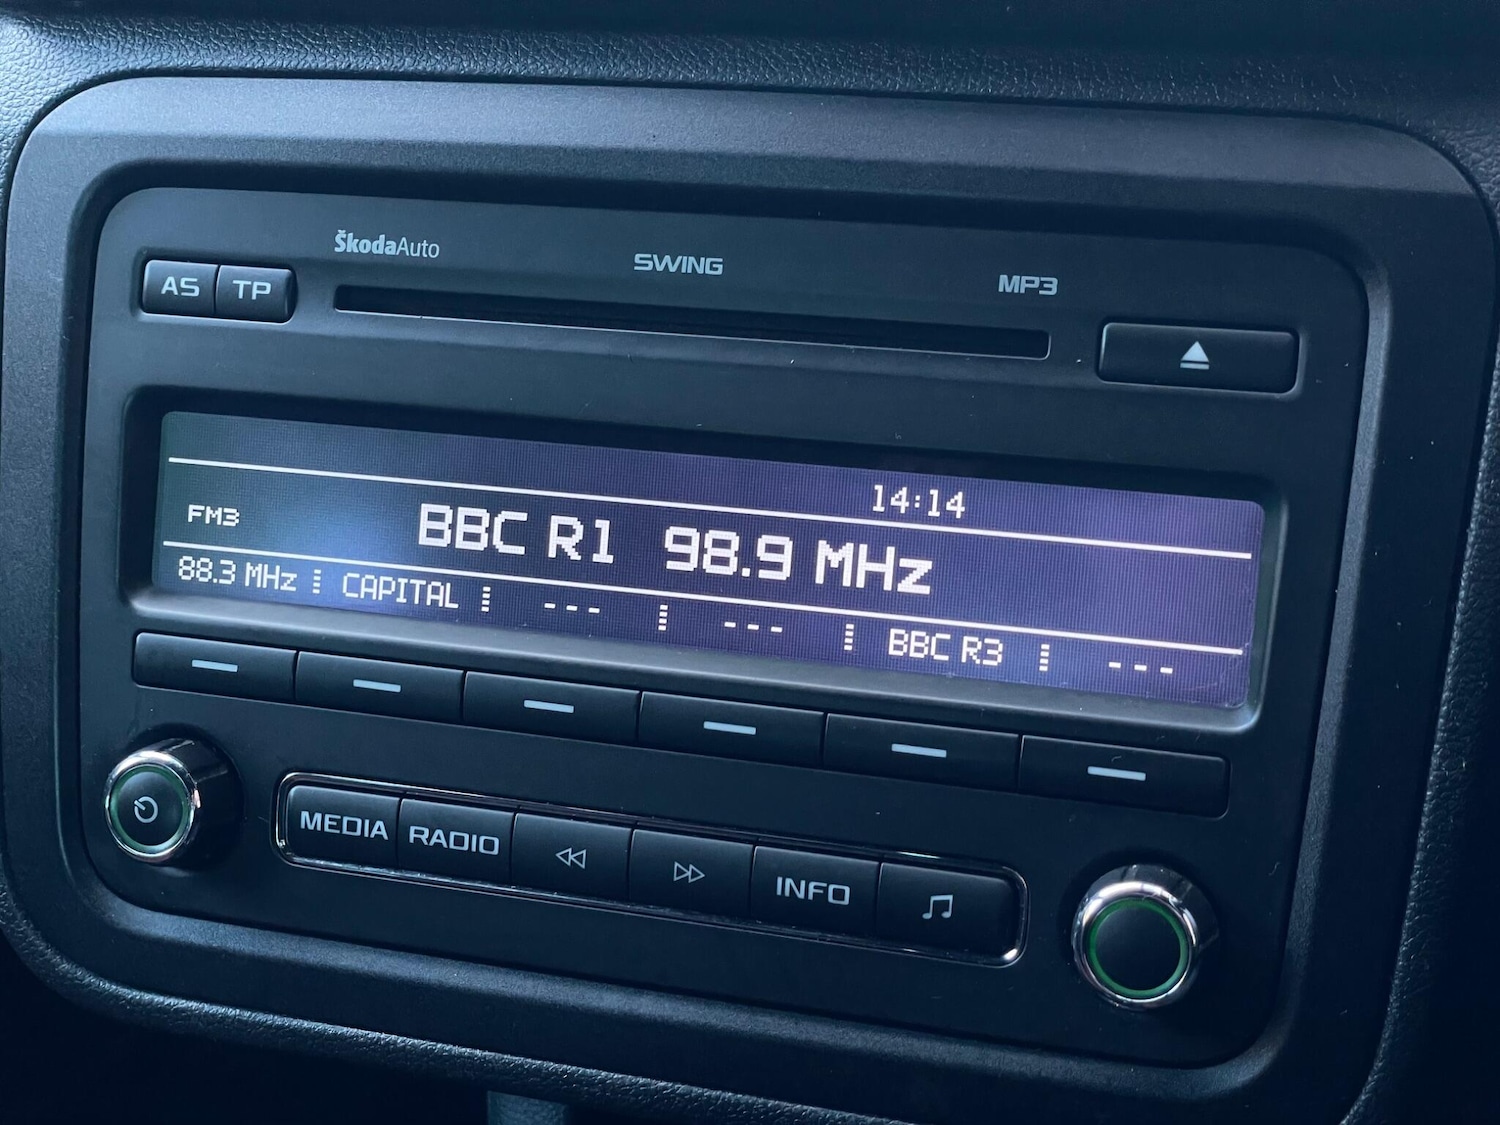 ŠkodaAuto
SWING
MP3
AS TP
14:14
FM3 BBC R1 98.9 MHz
88.3 MHz CAPITAL --- --- BBC R3 ---
MEDIA RADIO INFO